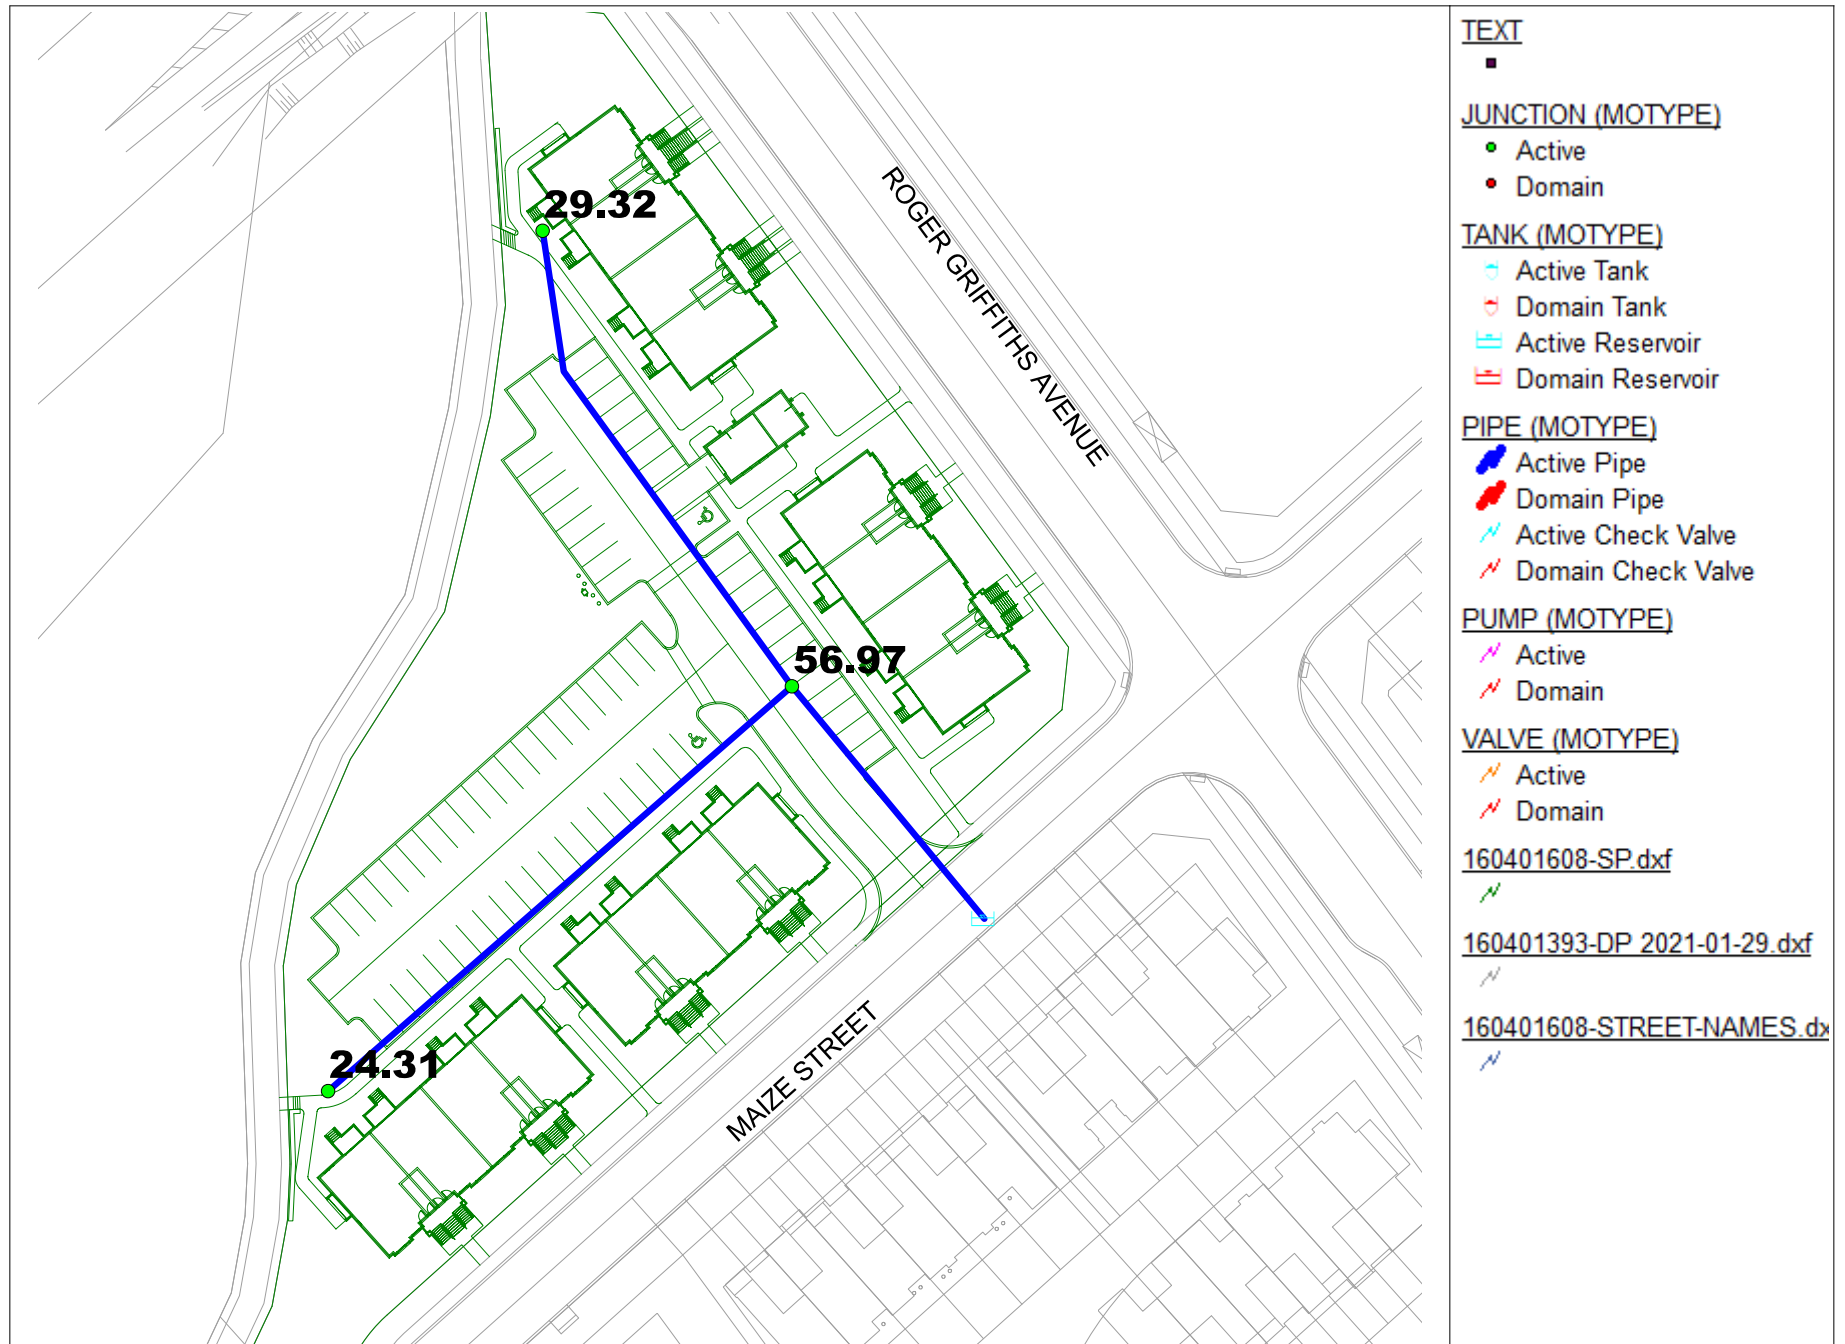 29.32
ROGER GRIFFITHS AVENUE
56.97
24.31
MAIZE STREET
TEXT
JUNCTION (MOTYPE)
Active
Domain
TANK (MOTYPE)
Active Tank
Domain Tank
Active Reservoir
Domain Reservoir
PIPE (MOTYPE)
Active Pipe
Domain Pipe
Active Check Valve
Domain Check Valve
PUMP (MOTYPE)
Active
Domain
VALVE (MOTYPE)
Active
Domain
160401608-SP.dxf
160401393-DP 2021-01-29.dxf
160401608-STREET-NAMES.dx